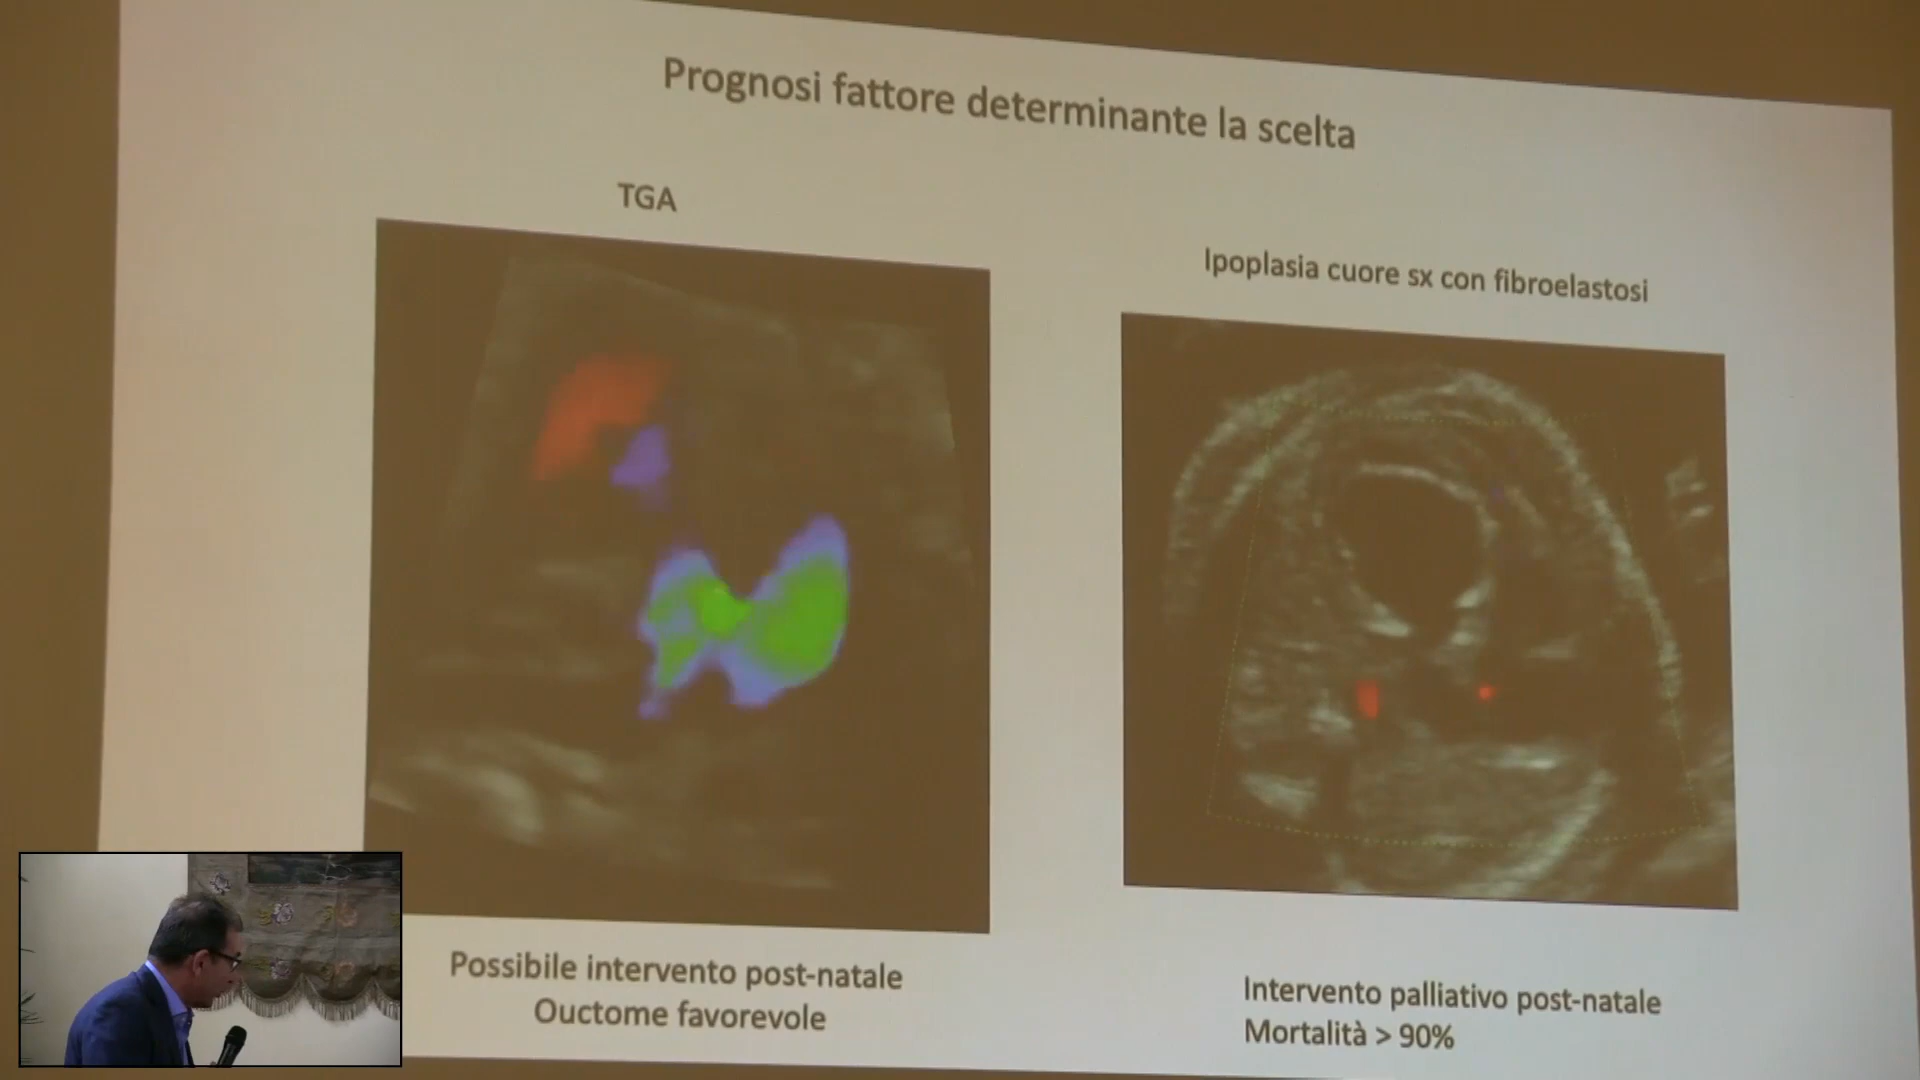 Prognosi fattore determinante la scelta
TGA
Ipoplasia cuore sx con fibroelastosi
Possibile intervento post-natale
Ouctome favorevole
Intervento palliativo post-natale
Mortalità > 90%